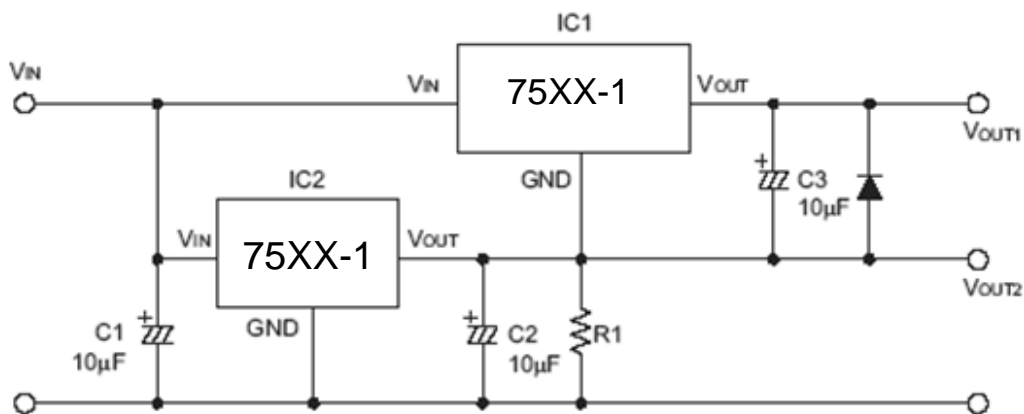 IC1
VIN
VIN
75XX-1
VOUT
VOUT1
GND
C3
10μF
IC2
VIN
75XX-1
VOUT
VOUT2
GND
C1
10μF
C2
10μF
R1